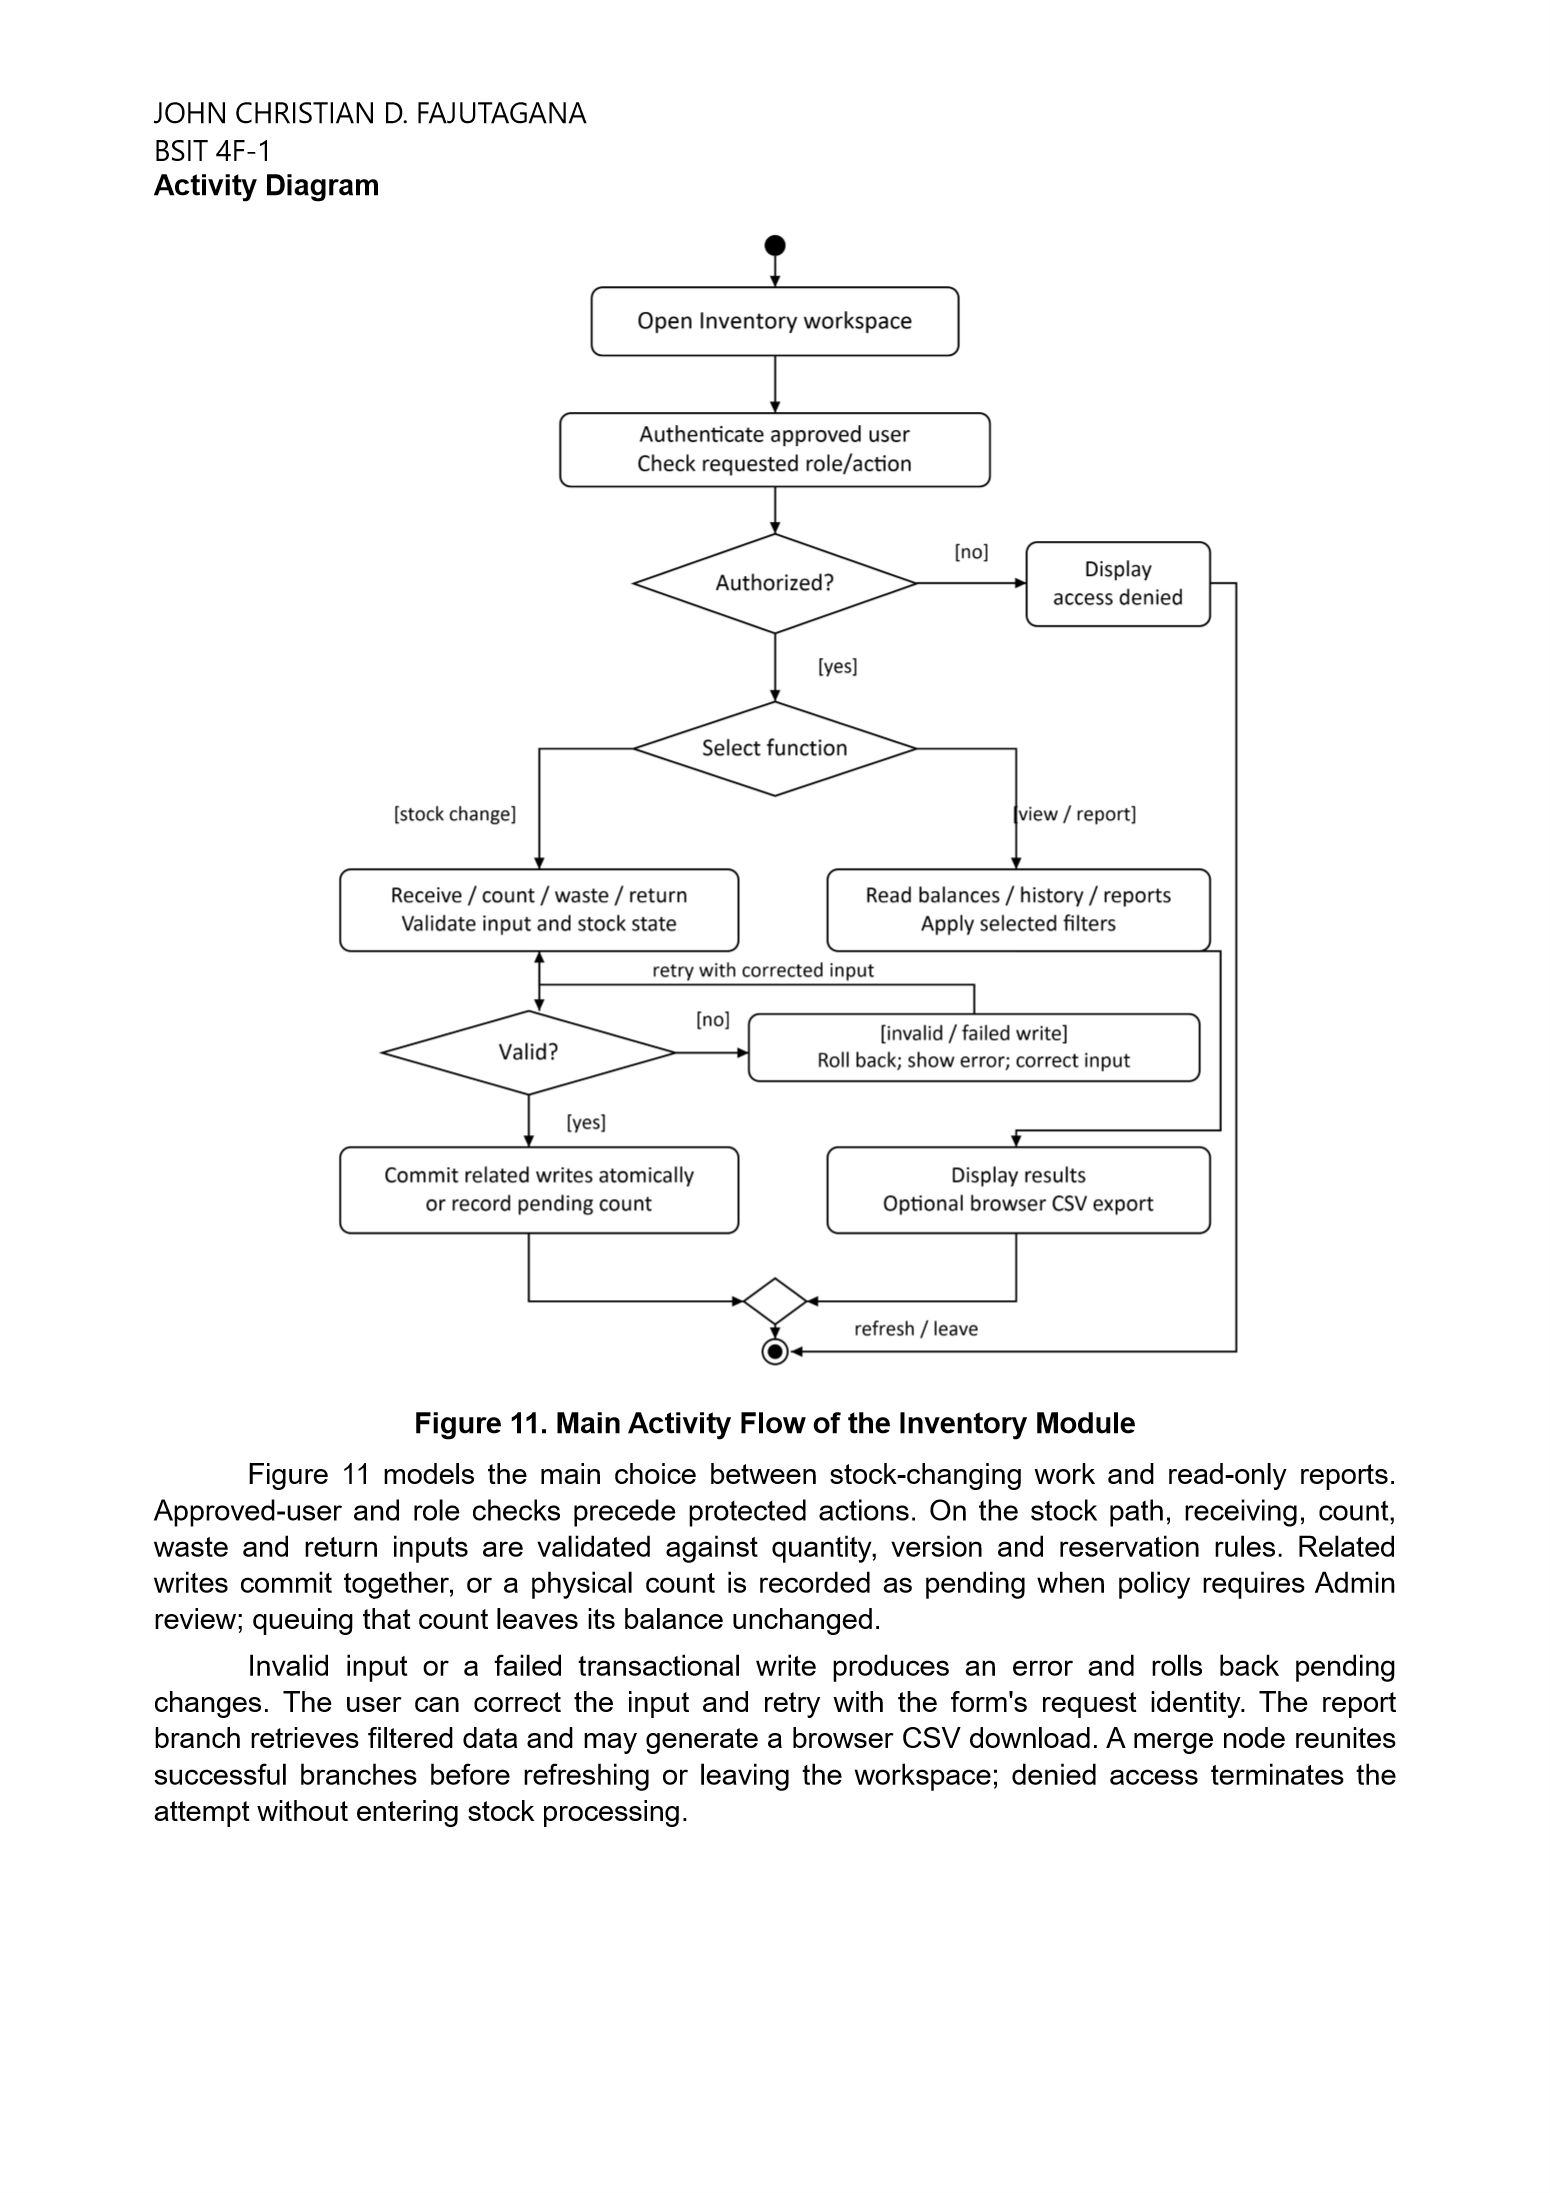 JOHN CHRISTIAN D. FAJUTAGANA
BSIT 4F-1
Activity Diagram
Open Inventory workspace
Authenticate approved user
Check requested role/action
Authorized?
[no]
Display
access denied
[yes]
Select function
[stock change]
[view / report]
Receive / count / waste / return
Validate input and stock state
Read balances / history / reports
Apply selected filters
retry with corrected input
Valid?
[no]
[invalid / failed write]
Roll back; show error; correct input
[yes]
Commit related writes atomically
or record pending count
Display results
Optional browser CSV export
refresh / leave
Figure 11. Main Activity Flow of the Inventory Module
Figure 11 models the main choice between stock-changing work and read-only reports.
Approved-user and role checks precede protected actions. On the stock path, receiving, count,
waste and return inputs are validated against quantity, version and reservation rules. Related
writes commit together, or a physical count is recorded as pending when policy requires Admin
review; queuing that count leaves its balance unchanged.
Invalid input or a failed transactional write produces an error and rolls back pending
changes. The user can correct the input and retry with the form's request identity. The report
branch retrieves filtered data and may generate a browser CSV download. A merge node reunites
successful branches before refreshing or leaving the workspace; denied access terminates the
attempt without entering stock processing.